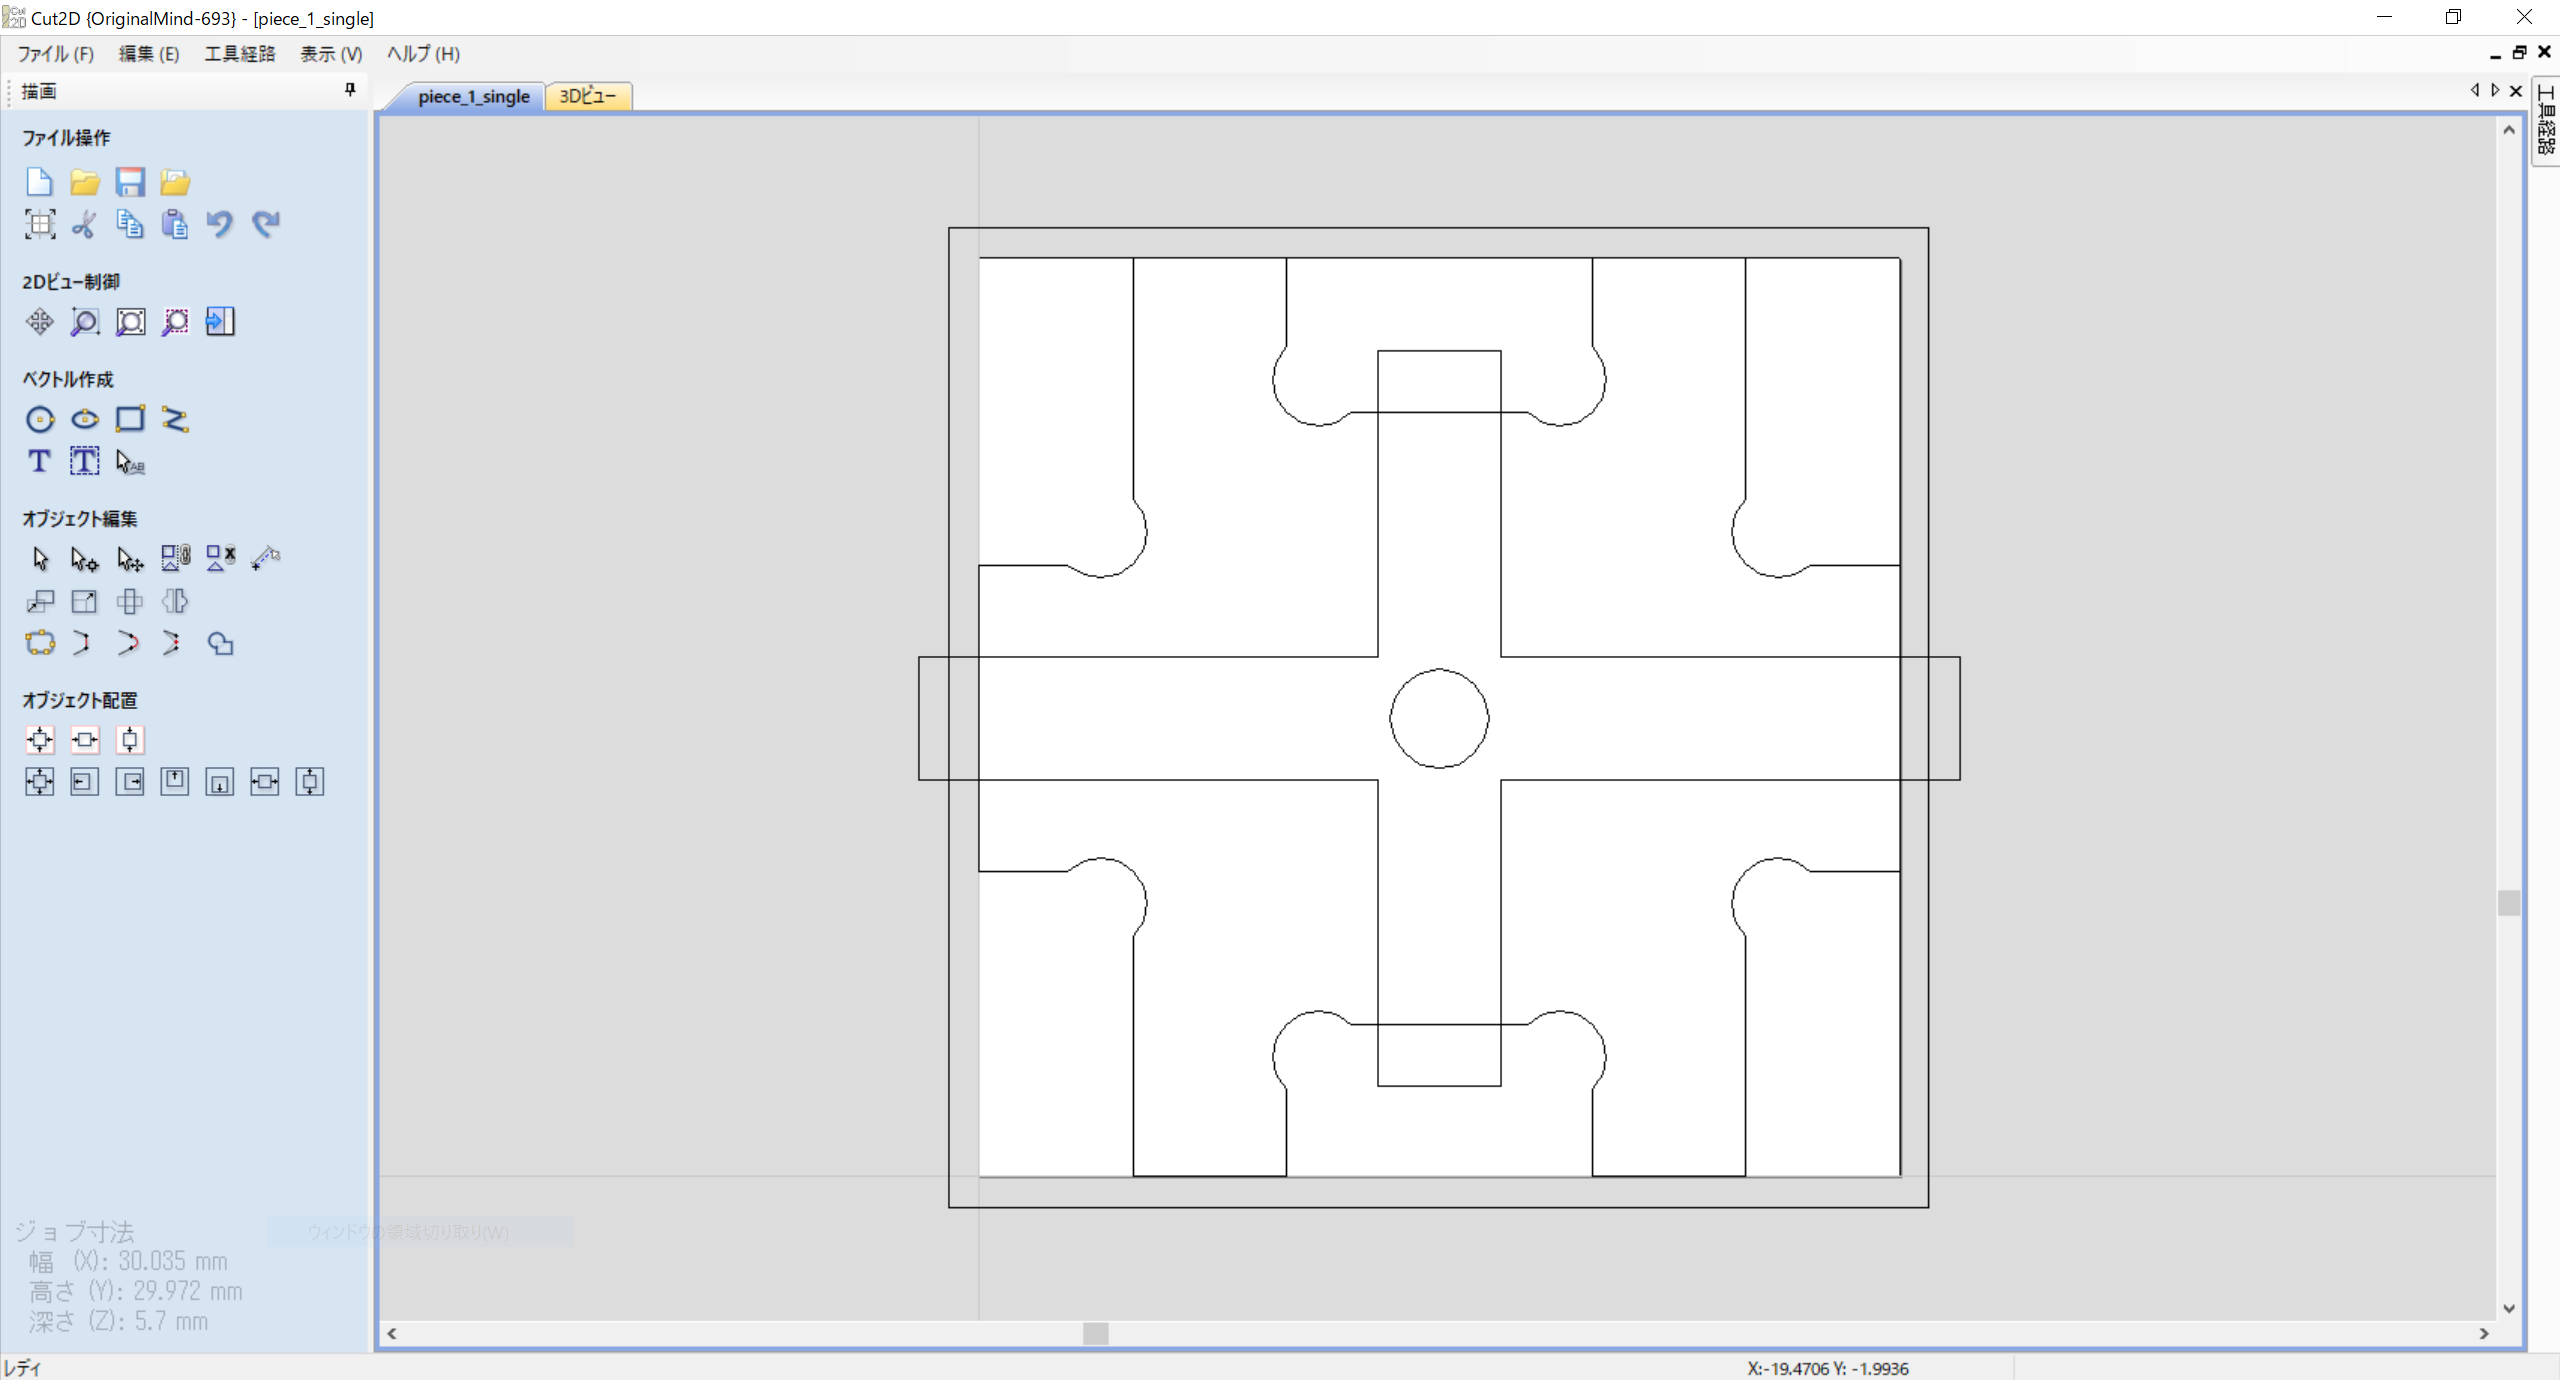 Cut2D {OriginalMind-693} - [piece_1_single]
ファイル (F) 編集 (E) 工具経路 表示 (V) ヘルプ (H)
描画
piece_1_single 3Dビュー
工具経路
ファイル操作
2Dビュー制御
ベクトル作成
T T AB
オブジェクト編集
オブジェクト配置
ジョブ寸法
幅 (X): 30.035 mm
高さ (Y): 29.972 mm
深さ (Z): 5.7 mm
ウィンドウの領域切り取り(W)
レディ
X:-19.4706 Y: -1.9936